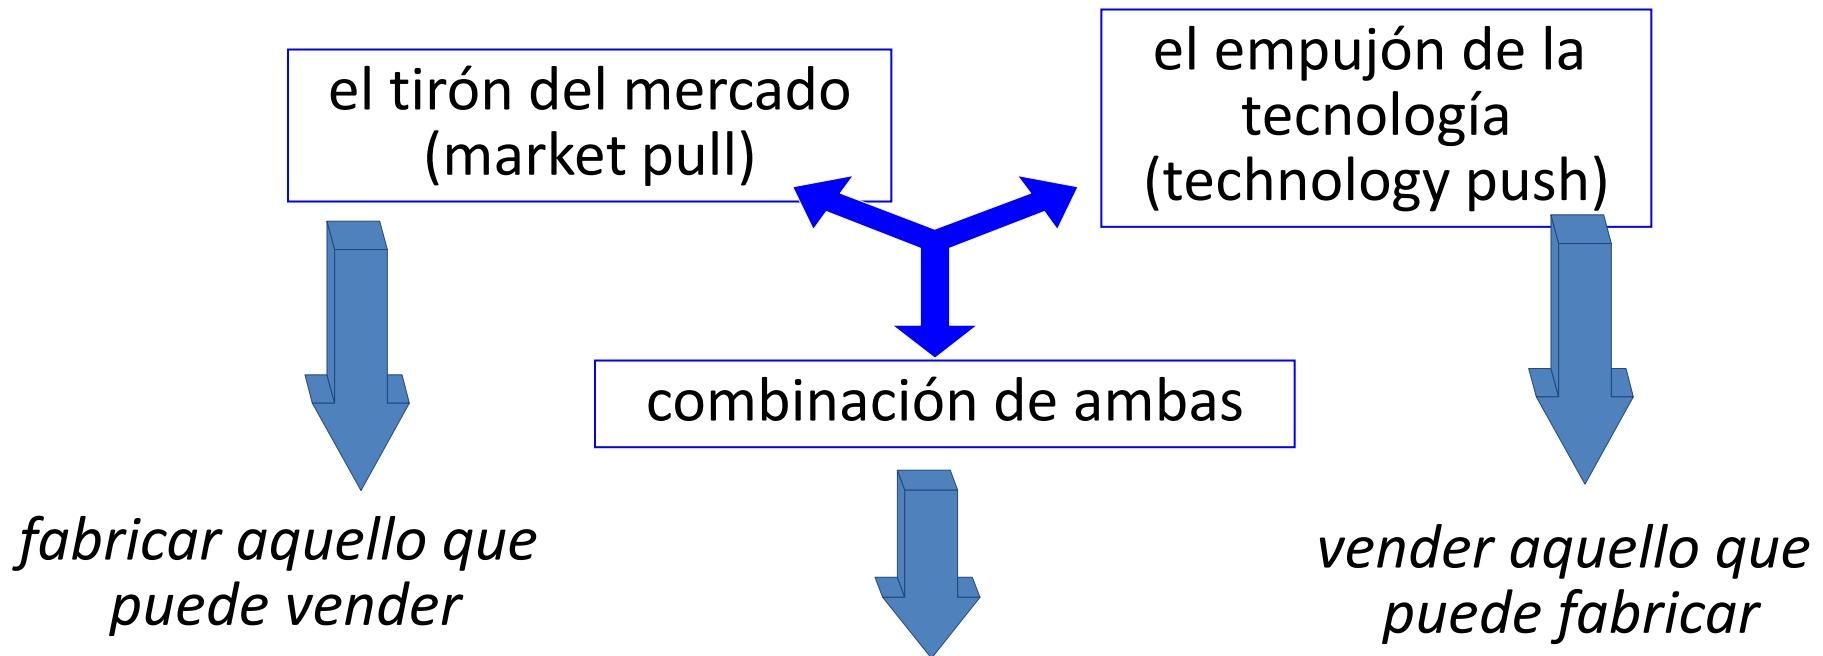 el tirón del mercado
(market pull)
el empujón de la
tecnología
(technology push)
combinación de ambas
fabricar aquello que
puede vender
vender aquello que
puede fabricar